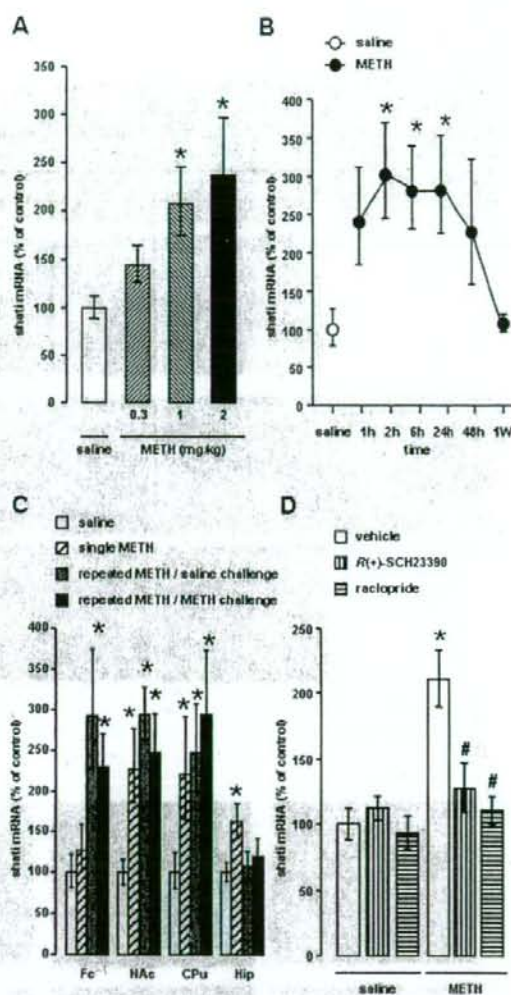 A
shati mRNA (% of control)
350
300
250
200
150
100
50
0
*
*
0.3 1 2
saline METH (mg/kg)
B
saline
METH
shati mRNA (% of control)
400
350
300
250
200
150
100
50
0
* * *
saline 1h 2h 6h 24h 48h 1W
time
C
saline
single METH
repeated METH / saline challenge
repeated METH / METH challenge
shati mRNA (% of control)
400
350
300
250
200
150
100
50
0
* * * * * * * * *
Fc NAc CPu Hip
D
vehicle
R(+)-SCH23390
raclopride
shati mRNA (% of control)
250
200
150
100
50
0
*
# #
saline METH